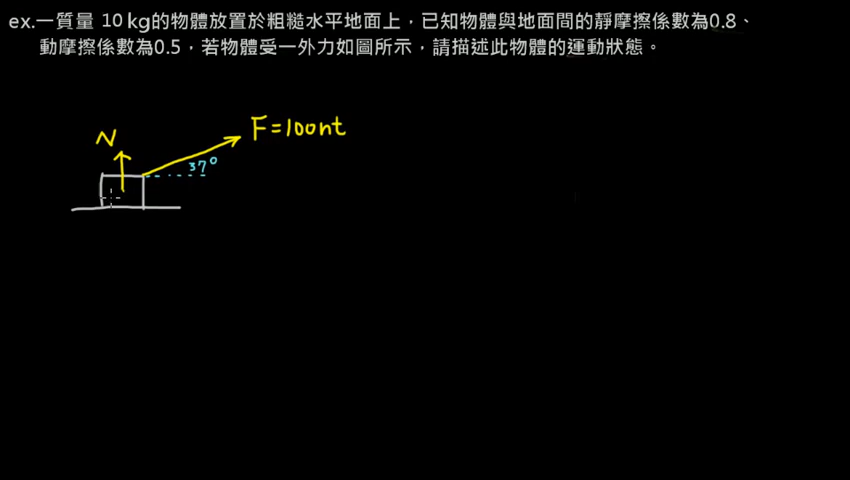 ex.一質量 10 kg的物體放置於粗糙水平地面上，已知物體與地面間的靜摩擦係數為0.8、
動摩擦係數為0.5，若物體受一外力如圖所示，請描述此物體的運動狀態。
F=100nt
N
37°